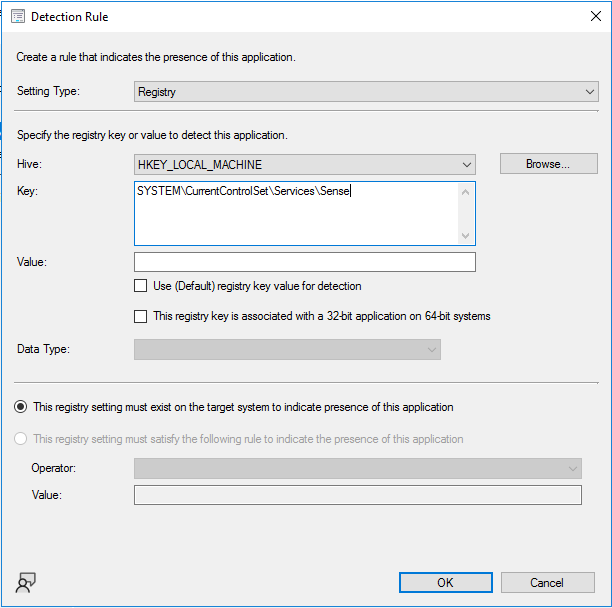 Detection Rule
Create a rule that indicates the presence of this application.
Setting Type: Registry
Specify the registry key or value to detect this application.
Hive: HKEY_LOCAL_MACHINE Browse...
Key: SYSTEM\CurrentControlSet\Services\Sense
Value:
Use (Default) registry key value for detection
This registry key is associated with a 32-bit application on 64-bit systems
Data Type:
This registry setting must exist on the target system to indicate presence of this application
This registry setting must satisfy the following rule to indicate the presence of this application
Operator:
Value:
OK Cancel